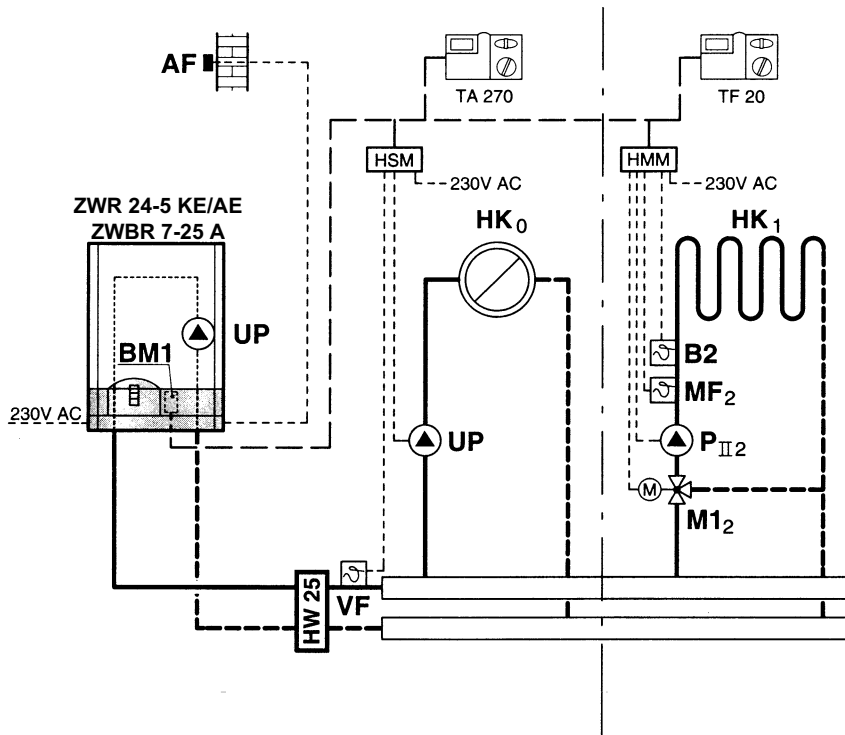 AF
TA 270
TF 20
HSM
HMM
230V AC
230V AC
ZWR 24-5 KE/AE
ZWBR 7-25 A
HK0
HK1
UP
BM1
B2
MF2
230V AC
UP
PII2
M
M12
VF
HW 25